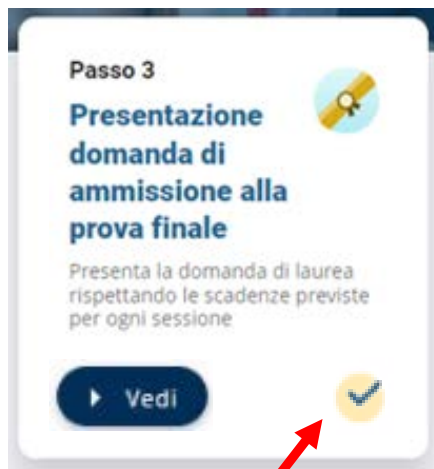 Passo 3
Presentazione
domanda di
ammissione alla
prova finale
Presenta la domanda di laurea
rispettando le scadenze previste
per ogni sessione
Vedi